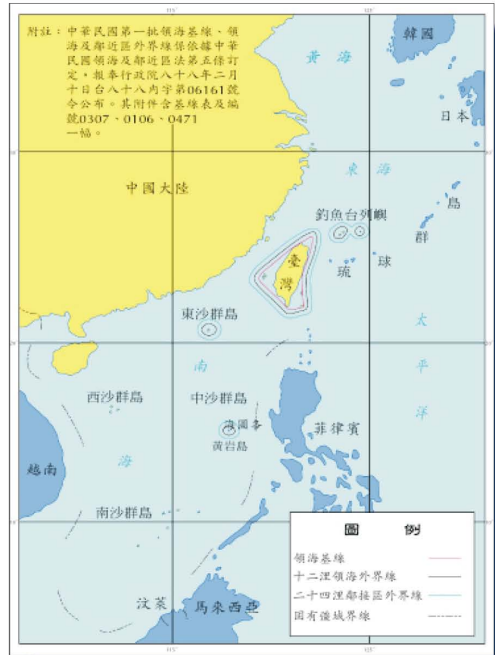 附註：中華民國第一批領海基線、領
海及鄰近區外界線係依據中華
民國領海及鄰近區法第五條訂
定，報奉行政院八十八年二月
十日台八十八內字第06161號
令公布。其附件含基線表及編
號0307、0106、0471
一幅。
韓國
黃海
日本
東海
中國大陸
釣魚台列嶼
島
群
球
琉
臺
灣
東沙群島
太
平
洋
南
西沙群島
中沙群島
黃岩島
菲律賓
海
越南
南沙群島
汶萊
馬來西亞
圖 例
領海基線
十二浬領海外界線
二十四浬鄰接區外界線
固有疆域界線